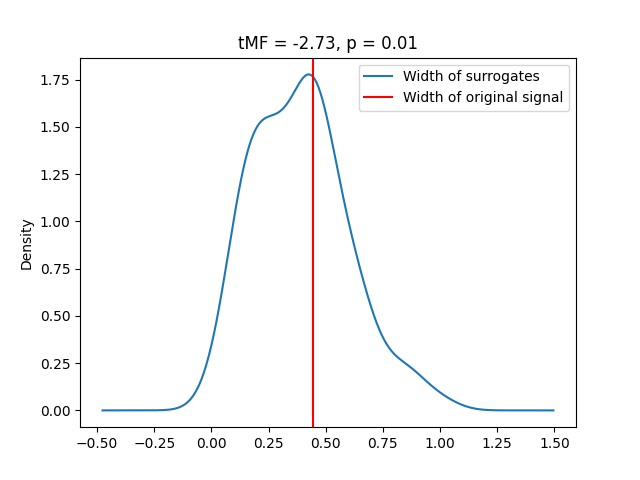 tMF = -2.73, p = 0.01
Width of surrogates
Width of original signal
Density
1.75
1.50
1.25
1.00
0.75
0.50
0.25
0.00
−0.50 −0.25 0.00 0.25 0.50 0.75 1.00 1.25 1.50